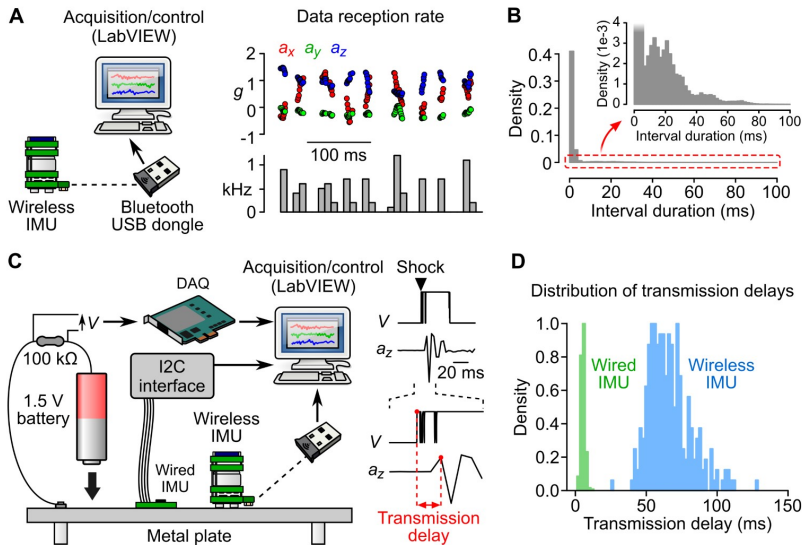 A
Acquisition/control
(LabVIEW)
Wireless
IMU
Bluetooth
USB dongle
Data reception rate
ax ay az
2
1
g
0
-1
100 ms
1
kHz
0
B
Density
0.4
0.2
0
0 20 40 60 80 100
Interval duration (ms)
Density (1e-3)
4
3
2
1
0
0 20 40 60 80 100
Interval duration (ms)
C
V
100 kΩ
1.5 V
battery
DAQ
I2C
interface
Acquisition/control
(LabVIEW)
Wired
IMU
Wireless
IMU
Metal plate
Shock
V
az
20 ms
V
az
Transmission
delay
D
Distribution of transmission delays
Density
1.0
0.8
0.6
0.4
0.2
0.0
Wired
IMU
Wireless
IMU
0 50 100 150
Transmission delay (ms)